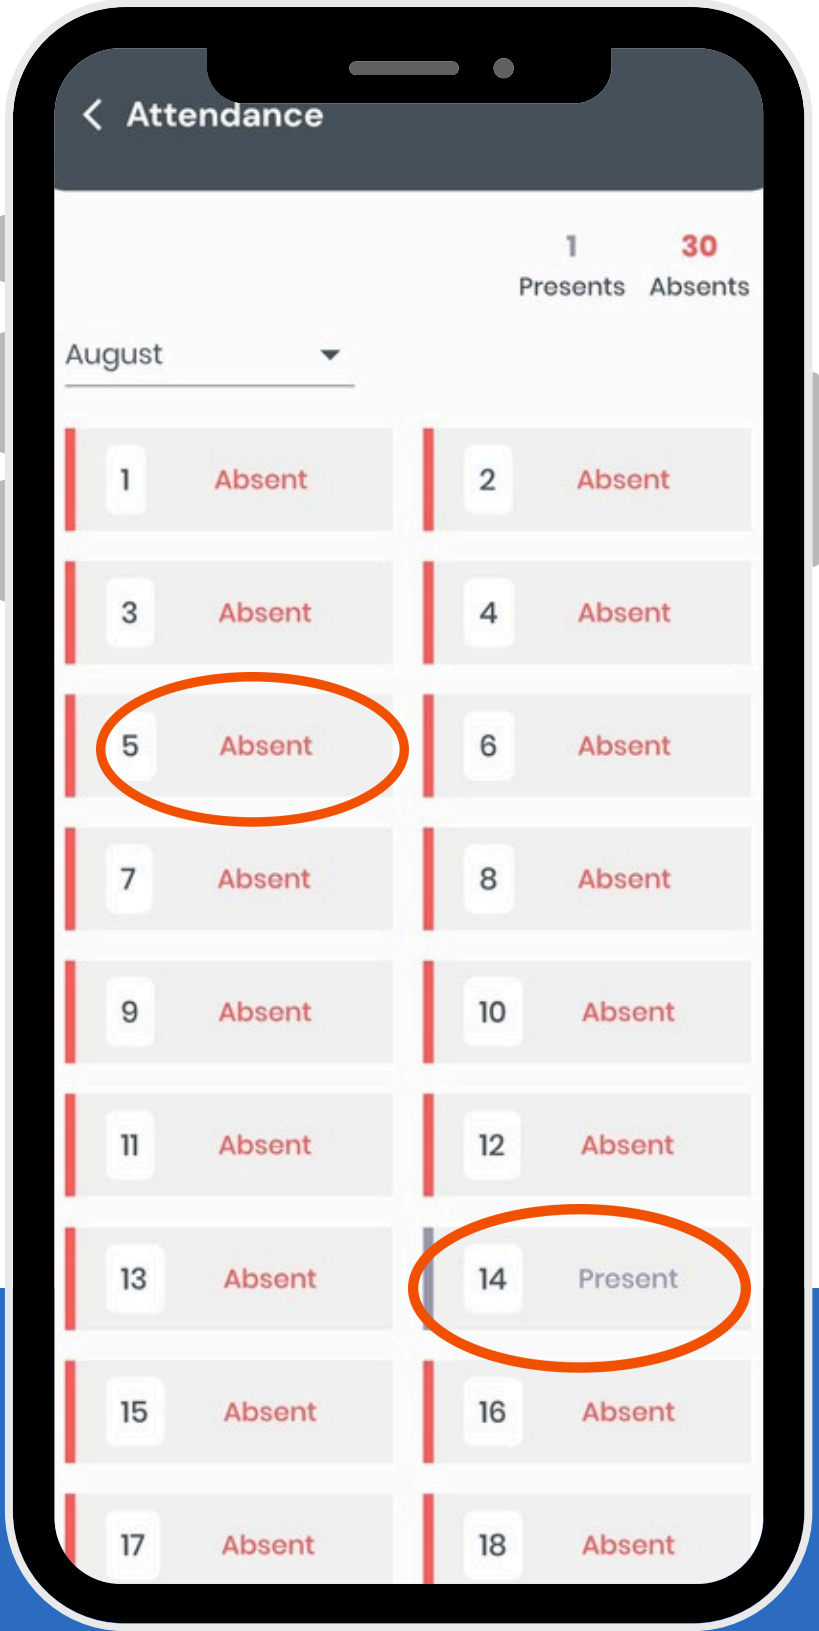 Attendance
1 30
Presents Absents
August
1 Absent 2 Absent
3 Absent 4 Absent
5 Absent 6 Absent
7 Absent 8 Absent
9 Absent 10 Absent
11 Absent 12 Absent
13 Absent 14 Present
15 Absent 16 Absent
17 Absent 18 Absent